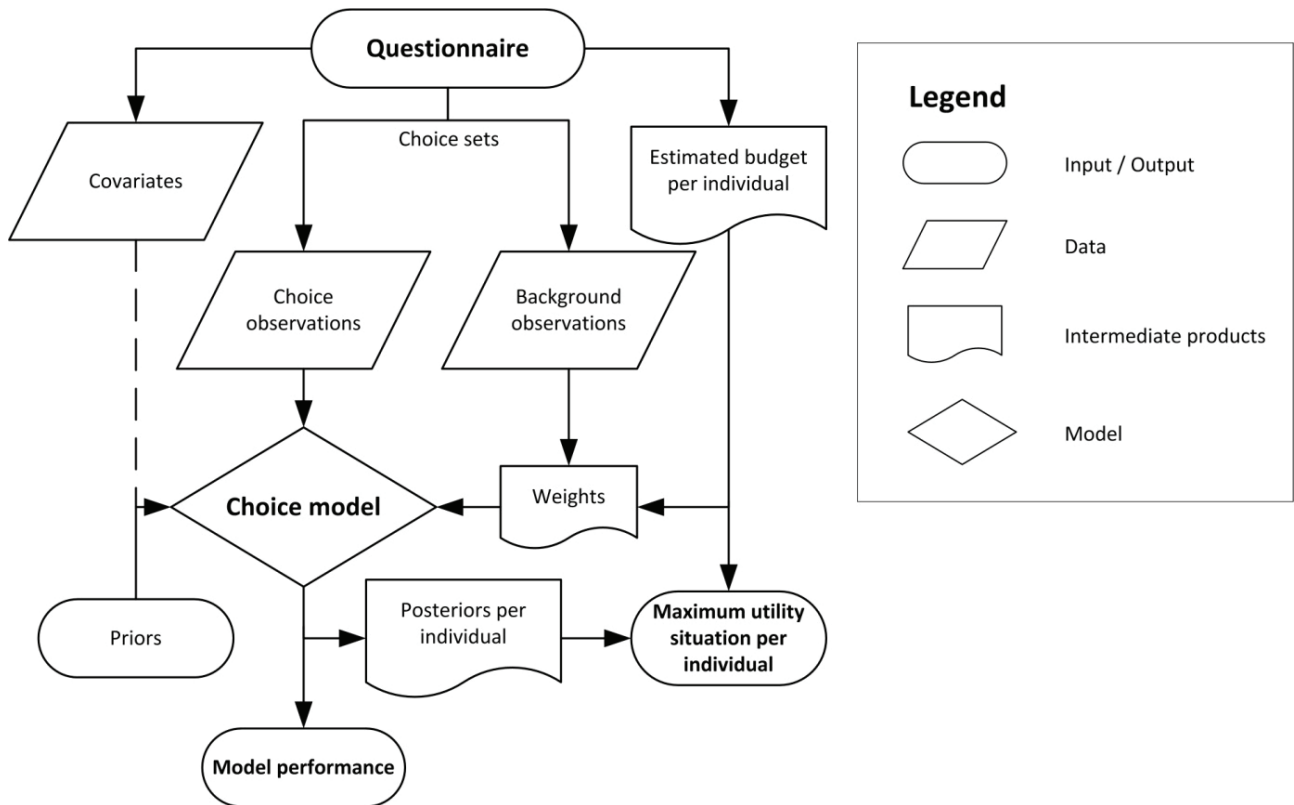 Questionnaire
Choice sets
Covariates
Estimated budget
per individual
Choice
observations
Background
observations
Choice model
Weights
Priors
Posteriors per
individual
Maximum utility
situation per
individual
Model performance
Legend
Input / Output
Data
Intermediate products
Model